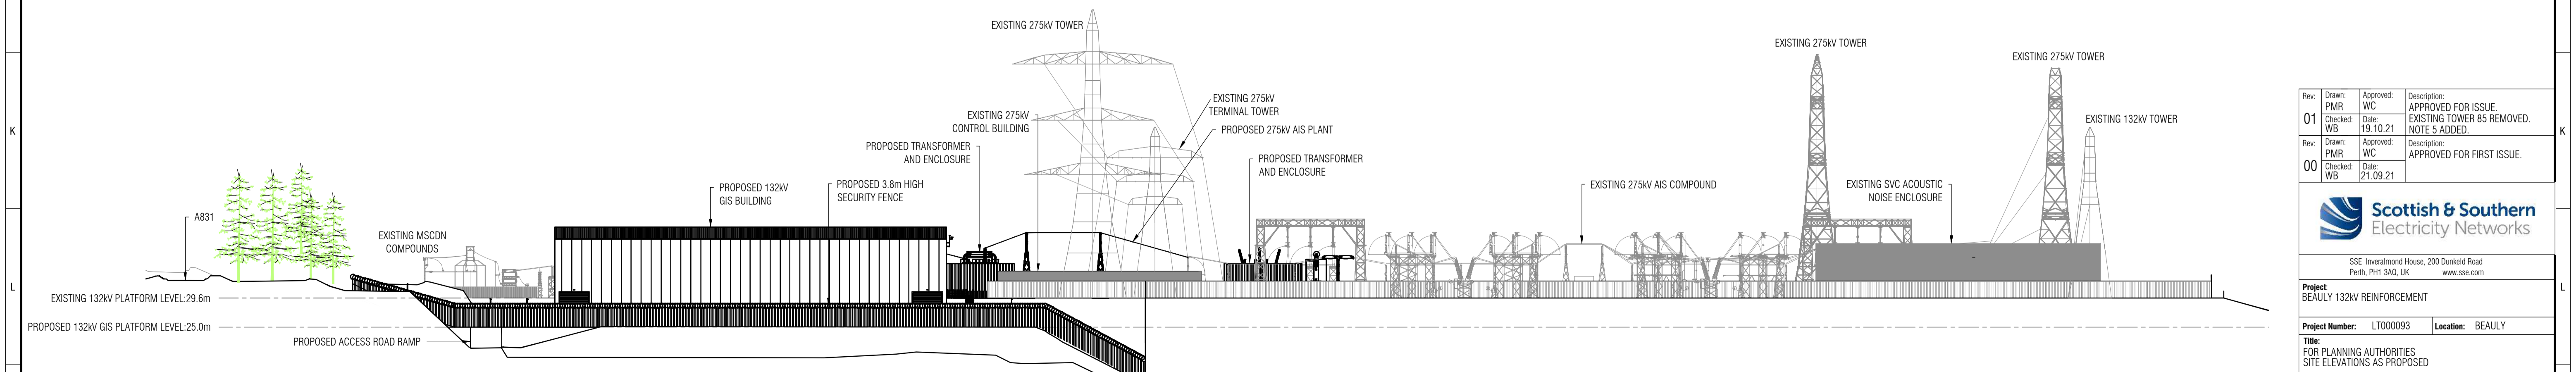 K
L
A831
EXISTING MSCDN
COMPOUNDS
EXISTING 132kV PLATFORM LEVEL:29.6m
PROPOSED 132kV GIS PLATFORM LEVEL:25.0m
PROPOSED ACCESS ROAD RAMP
PROPOSED 132kV
GIS BUILDING
PROPOSED 3.8m HIGH
SECURITY FENCE
PROPOSED TRANSFORMER
AND ENCLOSURE
EXISTING 275kV
CONTROL BUILDING
EXISTING 275kV TOWER
EXISTING 275kV
TERMINAL TOWER
PROPOSED 275kV AIS PLANT
PROPOSED TRANSFORMER
AND ENCLOSURE
EXISTING 275kV AIS COMPOUND
EXISTING 275kV TOWER
EXISTING SVC ACOUSTIC
NOISE ENCLOSURE
EXISTING 275kV TOWER
EXISTING 132kV TOWER
Rev: Drawn: Approved: Description:
PMR WC APPROVED FOR ISSUE.
01 Checked: Date: EXISTING TOWER 85 REMOVED.
WB 19.10.21 NOTE 5 ADDED.
Rev: Drawn: Approved: Description:
PMR WC APPROVED FOR FIRST ISSUE.
00 Checked: Date:
WB 21.09.21
Scottish & Southern
Electricity Networks
SSE Inveralmond House, 200 Dunkeld Road
Perth, PH1 3AQ, UK www.sse.com
Project:
BEAULY 132kV REINFORCEMENT
Project Number: LT000093 Location: BEAULY
Title:
FOR PLANNING AUTHORITIES
SITE ELEVATIONS AS PROPOSED
K
L